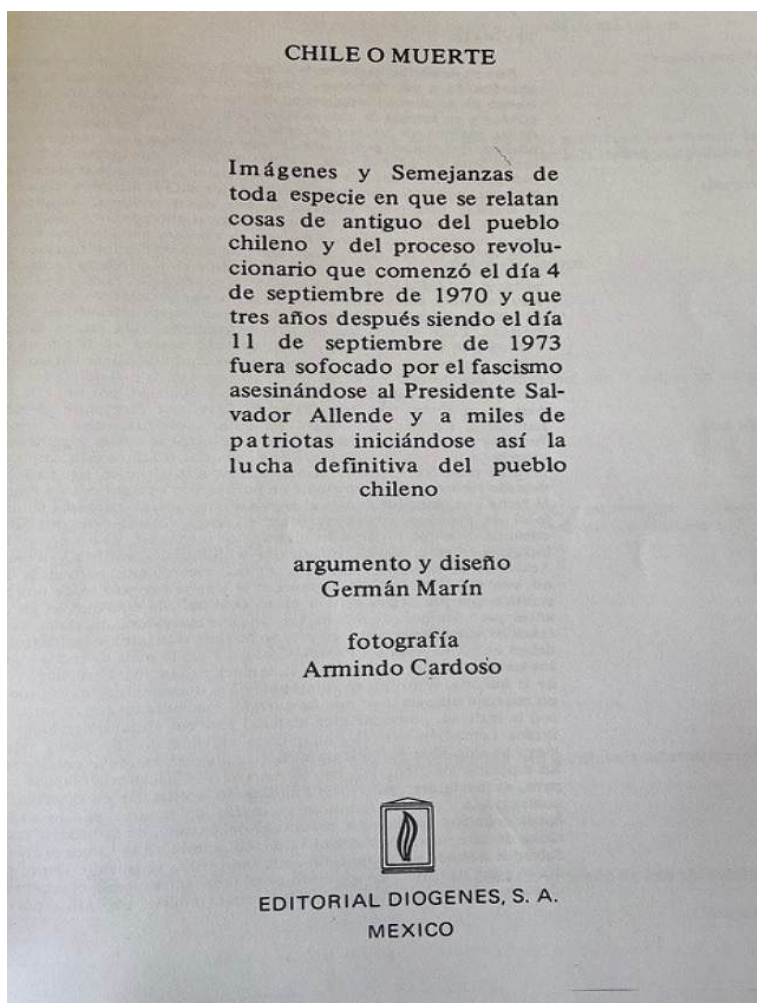 CHILE O MUERTE
Imágenes y Semejanzas de
toda especie en que se relatan
cosas de antiguo del pueblo
chileno y del proceso revolu-
cionario que comenzó el día 4
de septiembre de 1970 y que
tres años después siendo el día
11 de septiembre de 1973
fuera sofocado por el fascismo
asesinándose al Presidente Sal-
vador Allende y a miles de
patriotas iniciándose así la
lucha definitiva del pueblo
chileno
argumento y diseño
Germán Marín
fotografía
Armindo Cardoso
EDITORIAL DIOGENES, S. A.
MEXICO